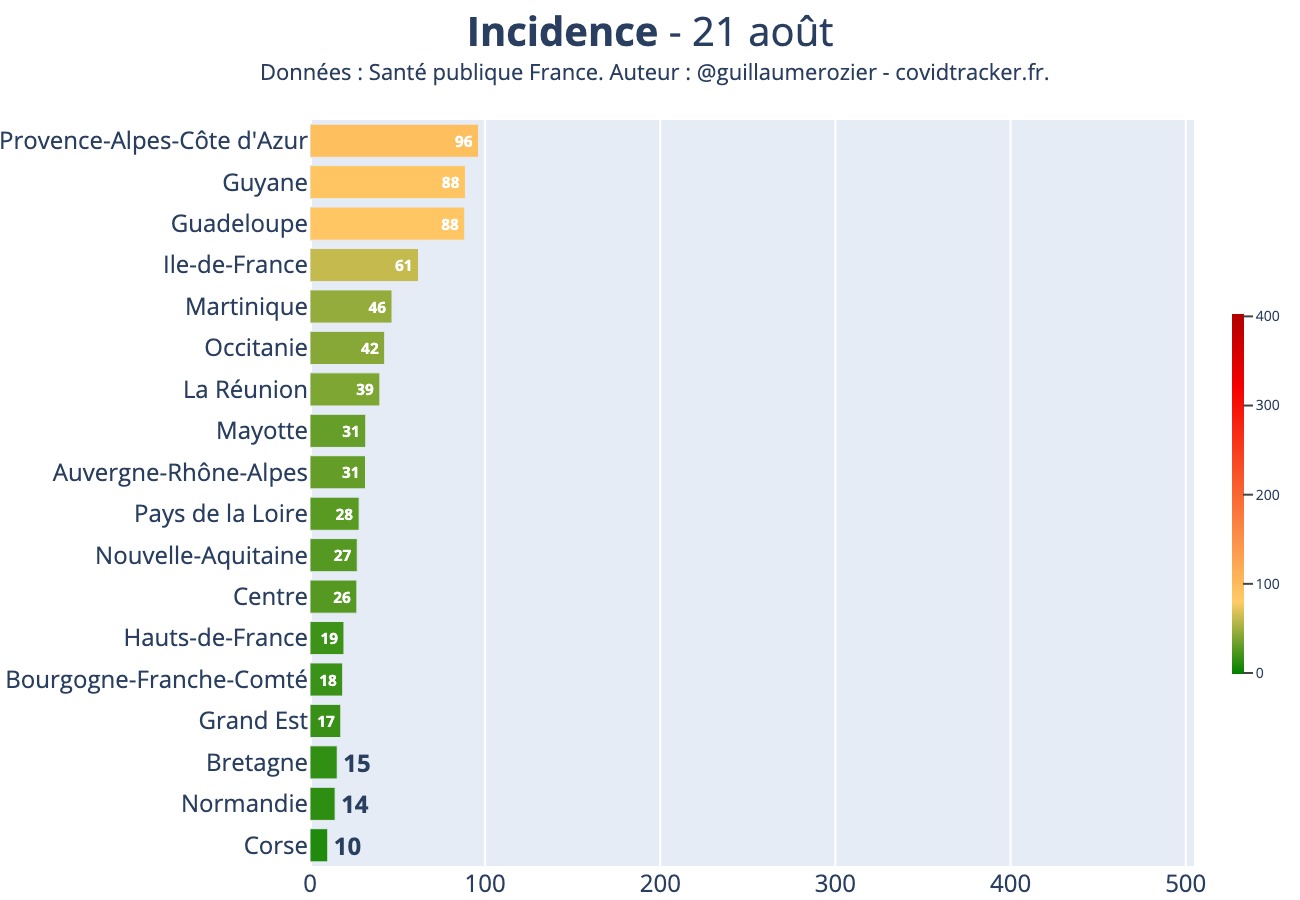 Incidence - 21 août
Données : Santé publique France. Auteur : @guillaumerozier - covidtracker.fr.
Provence-Alpes-Côte d'Azur 96
Guyane 88
Guadeloupe 88
Ile-de-France 61
Martinique 46
Occitanie 42
La Réunion 39
Mayotte 31
Auvergne-Rhône-Alpes 31
Pays de la Loire 28
Nouvelle-Aquitaine 27
Centre 26
Hauts-de-France 19
Bourgogne-Franche-Comté 18
Grand Est 17
Bretagne 15
Normandie 14
Corse 10
0 100 200 300 400 500
400
300
200
100
0